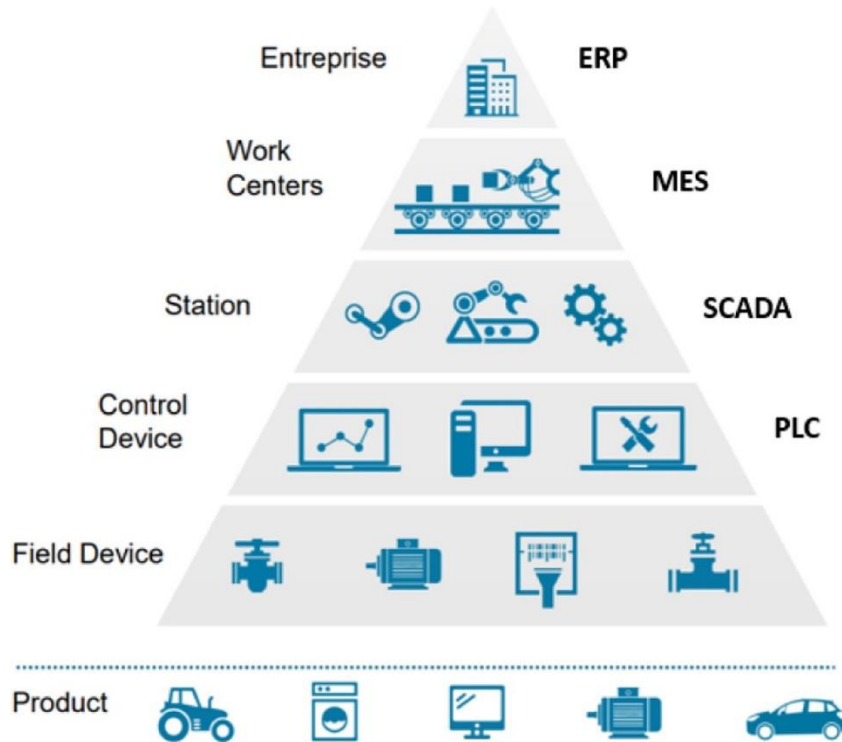 Entreprise
ERP
Work
Centers
MES
Station
SCADA
Control
Device
PLC
Field Device
Product